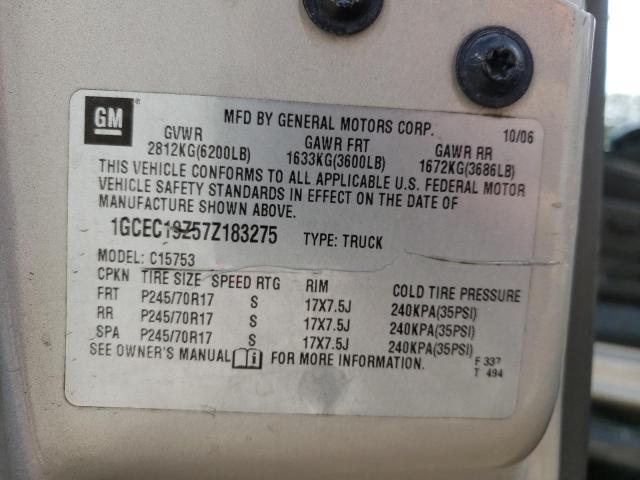 GM
MFD BY GENERAL MOTORS CORP. 10/06
GVWR GAWR FRT GAWR RR
2812KG(6200LB) 1633KG(3600LB) 1672KG(3686LB)
THIS VEHICLE CONFORMS TO ALL APPLICABLE U.S. FEDERAL MOTOR
VEHICLE SAFETY STANDARDS IN EFFECT ON THE DATE OF
MANUFACTURE SHOWN ABOVE.
1GCEC19Z57Z183275 TYPE: TRUCK
MODEL: C15753
CPKN TIRE SIZE SPEED RTG RIM COLD TIRE PRESSURE
FRT P245/70R17 S 17X7.5J 240KPA(35PSI)
RR P245/70R17 S 17X7.5J 240KPA(35PSI)
SPA P245/70R17 S 17X7.5J 240KPA(35PSI)
SEE OWNER'S MANUAL FOR MORE INFORMATION.
F 337
T 494